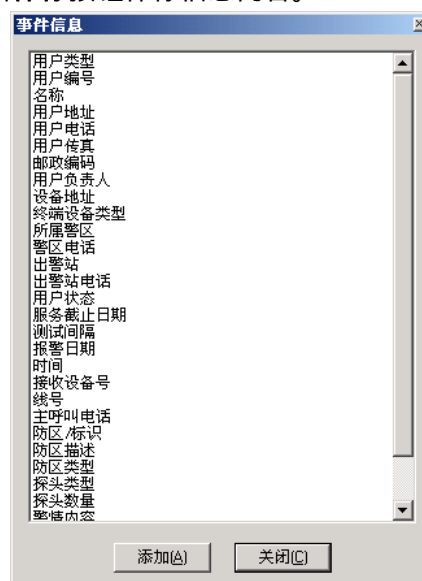 事件信息
用户类型
用户编号
名称
用户地址
用户电话
用户传真
邮政编码
用户负责人
设备地址
终端设备类型
所属警区
警区电话
出警站
出警站电话
用户状态
服务截止日期
测试间隔
报警日期
时间
接收设备号
线号
主呼叫电话
防区/标识
防区描述
防区类型
探头类型
探头数量
警情内容
添加(A)
关闭(C)